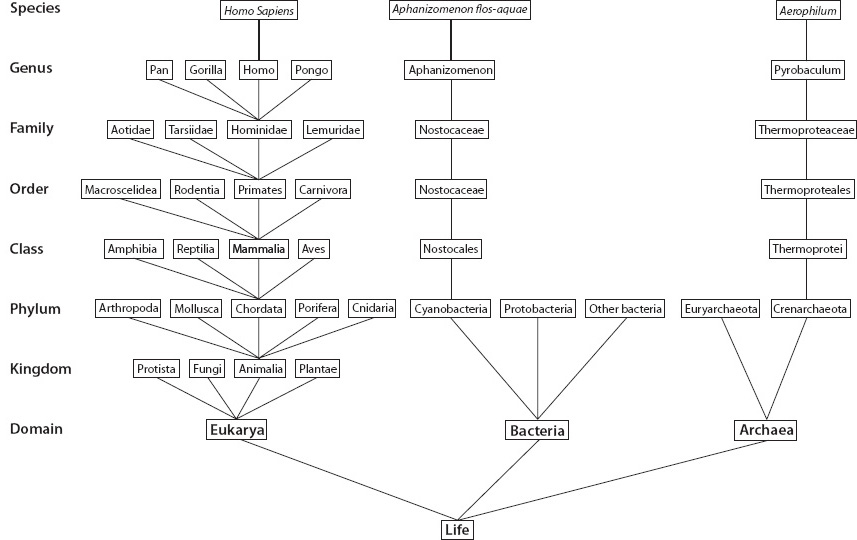 Species Homo Sapiens Aphanizomenon flos-aquae Aerophilum
Genus Pan Gorilla Homo Pongo Aphanizomenon Pyrobaculum
Family Aotidae Tarsiidae Hominidae Lemuridae Nostocaceae Thermoproteaceae
Order Macroscelidea Rodentia Primates Carnivora Nostocaceae Thermoproteales
Class Amphibia Reptilia Mammalia Aves Nostocales Thermoprotei
Phylum Arthropoda Mollusca Chordata Porifera Cnidaria Cyanobacteria Protobacteria Other bacteria Euryarchaeota Crenarchaeota
Kingdom Protista Fungi Animalia Plantae
Domain Eukarya Bacteria Archaea
Life